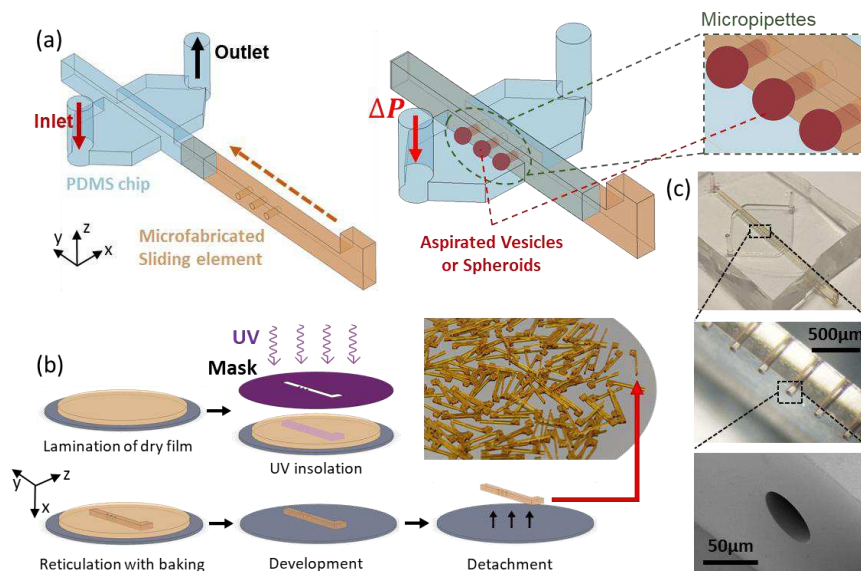 (a)
Outlet
Inlet
PDMS chip
Microfabricated
Sliding element
z
y
x
ΔP
Micropipettes
Aspirated Vesicles
or Spheroids
(c)
500µm
50µm
(b)
UV
Mask
Lamination of dry film
UV insolation
y
z
x
Reticulation with baking
Development
Detachment